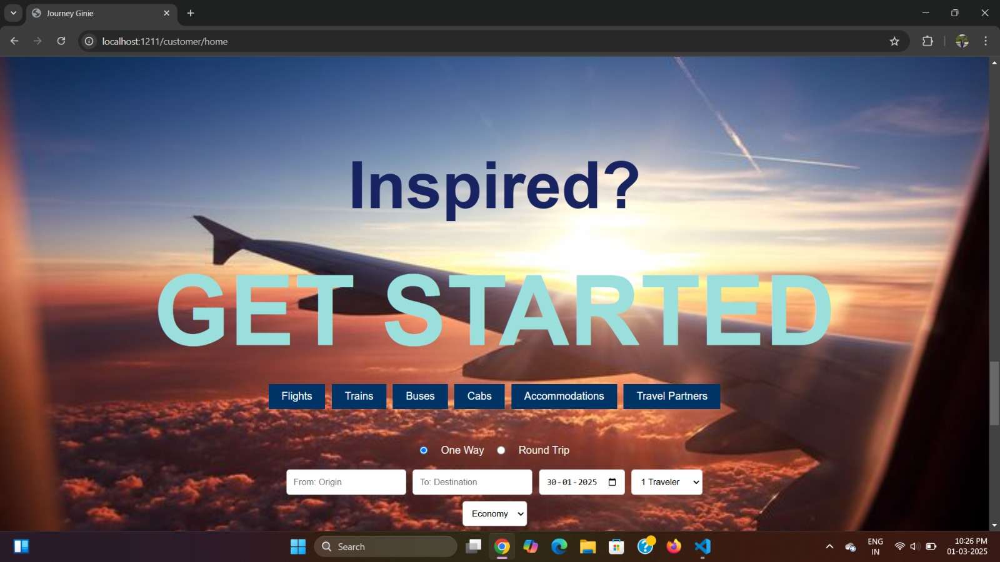 Journey Ginie
localhost:1211/customer/home
Inspired?
GET STARTED
Flights Trains Buses Cabs Accommodations Travel Partners
One Way Round Trip
From: Origin To: Destination 30-01-2025 1 Traveler
Economy
Search ENG 10:26 PM
IN 01-03-2025